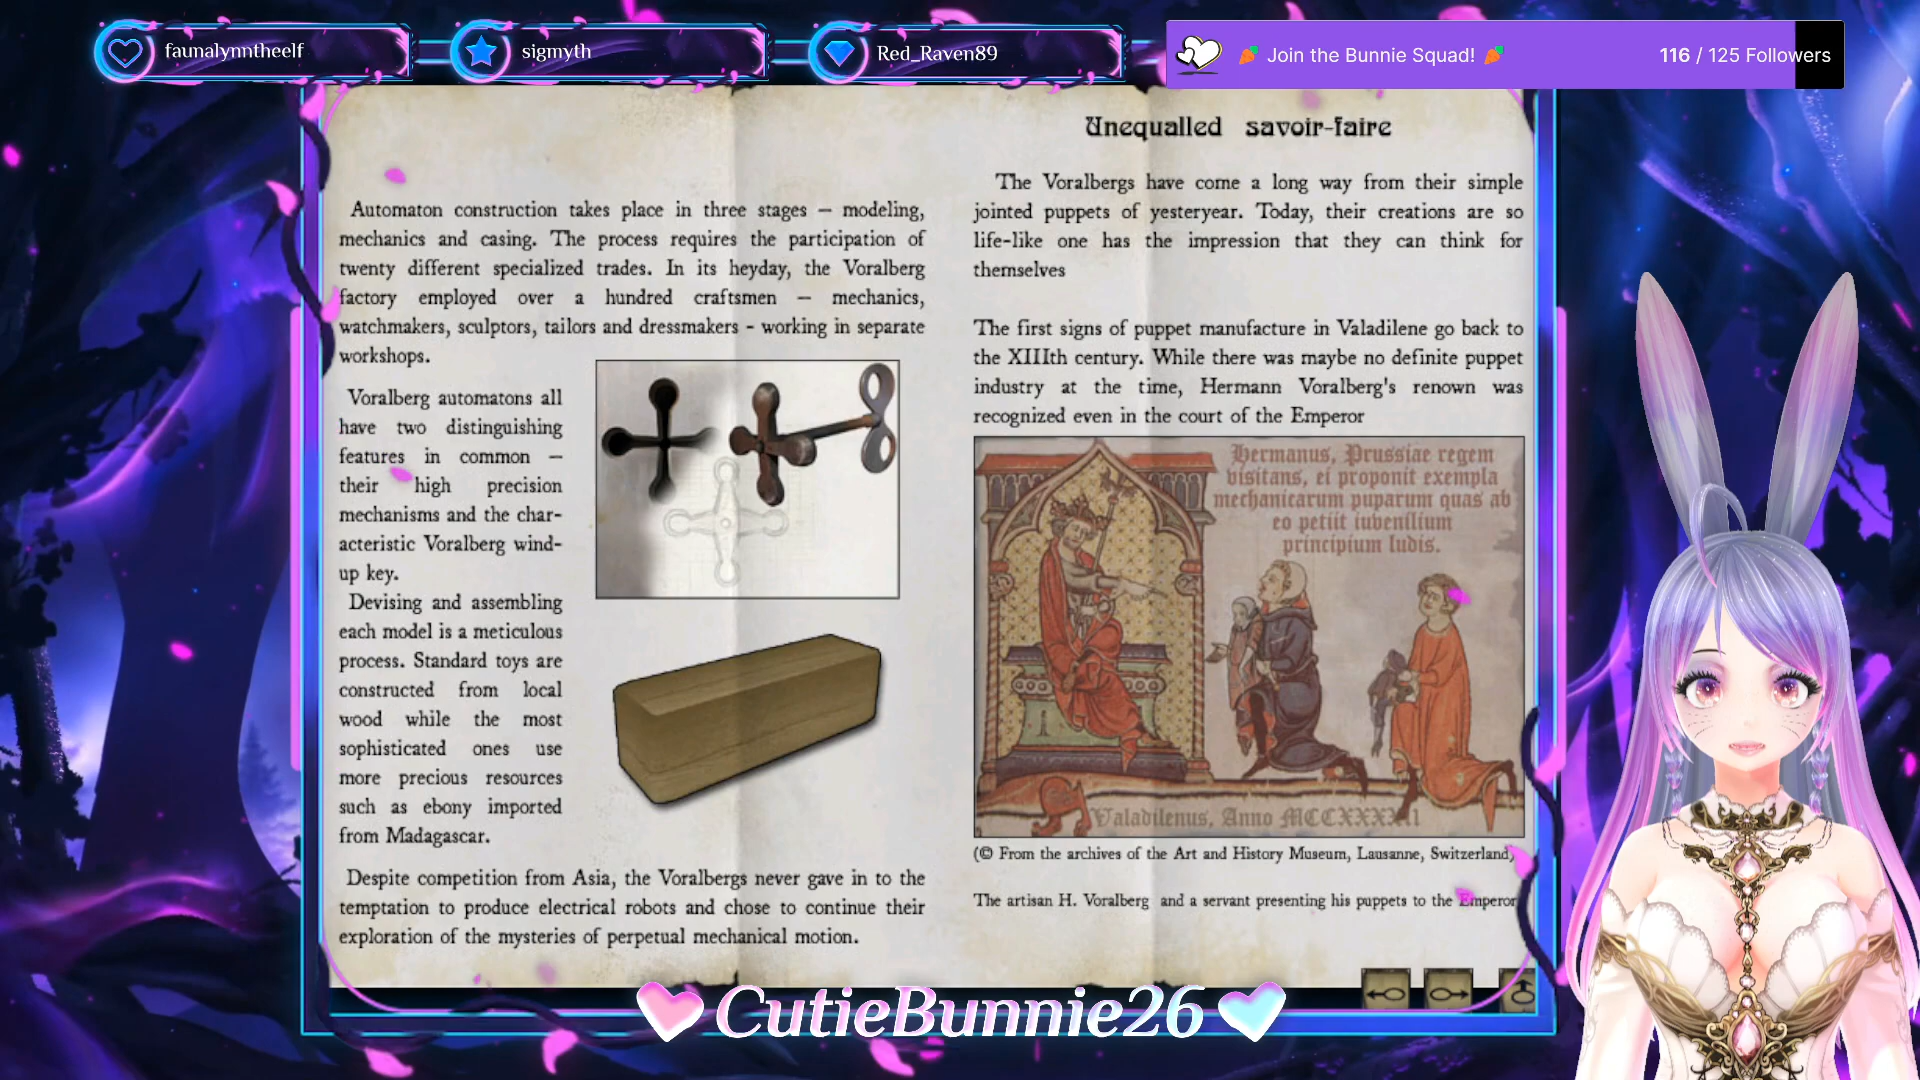 faunalynntheelf
sigmyth
Red_Raven89
🥕 Join the Bunnie Squad! 🥕
116 / 125 Followers
Automaton construction takes place in three stages – modeling,
mechanics and casing. The process requires the participation of
twenty different specialized trades. In its heyday, the Voralberg
factory employed over a hundred craftsmen – mechanics,
watchmakers, sculptors, tailors and dressmakers - working in separate
workshops.
Voralberg automatons all
have two distinguishing
features in common –
their high precision
mechanisms and the char-
acteristic Voralberg wind-
up key.
Devising and assembling
each model is a meticulous
process. Standard toys are
constructed from local
wood while the most
sophisticated ones use
more precious resources
such as ebony imported
from Madagascar.
Despite competition from Asia, the Voralbergs never gave in to the
temptation to produce electrical robots and chose to continue their
exploration of the mysteries of perpetual mechanical motion.
Unequalled savoir-faire
The Voralbergs have come a long way from their simple
jointed puppets of yesteryear. Today, their creations are so
life-like one has the impression that they can think for
themselves
The first signs of puppet manufacture in Valadilene go back to
the XIIIth century. While there was maybe no definite puppet
industry at the time, Hermann Voralberg's renown was
recognized even in the court of the Emperor
Hermanus, Prussiae regem
visitans, ei proponit exempla
mechanicarum puparum quas ab
eo petiit iubenilium
principium ludis.
Valadilenus, Anno
(© From the archives of the Art and History Museum, Lausanne, Switzerland)
The artisan H. Voralberg and a servant presenting his puppets to the Emperor
CutieBunnie26